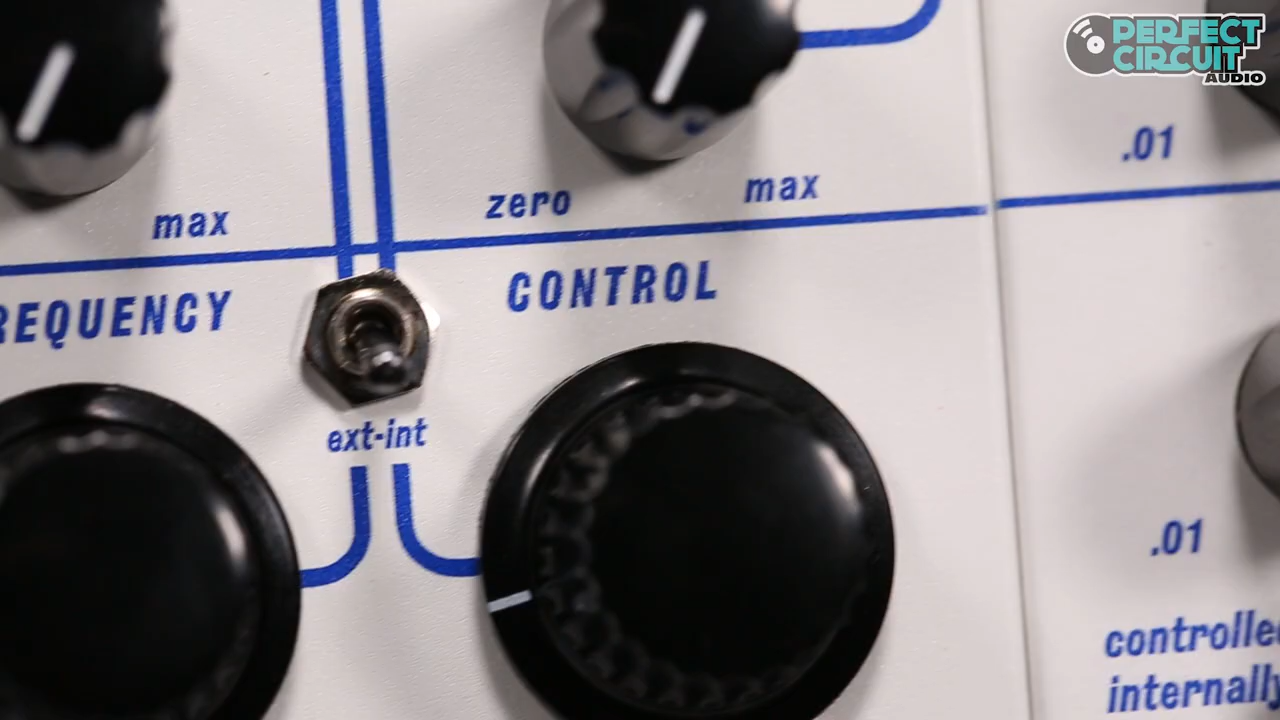 PERFECT
CIRCUIT
AUDIO
.01
zero
max
max
REQUENCY
CONTROL
ext-int
.01
controlle
internally